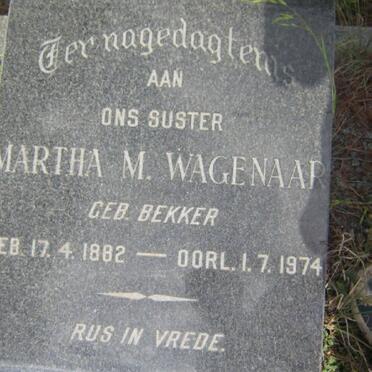 Ter nagedagtenis
AAN
ONS SUSTER
MARTHA M. WAGENAAR
GEB. BEKKER
GEB. 17. 4. 1882 — OORL. 1. 7. 1974
RUS IN VREDE.